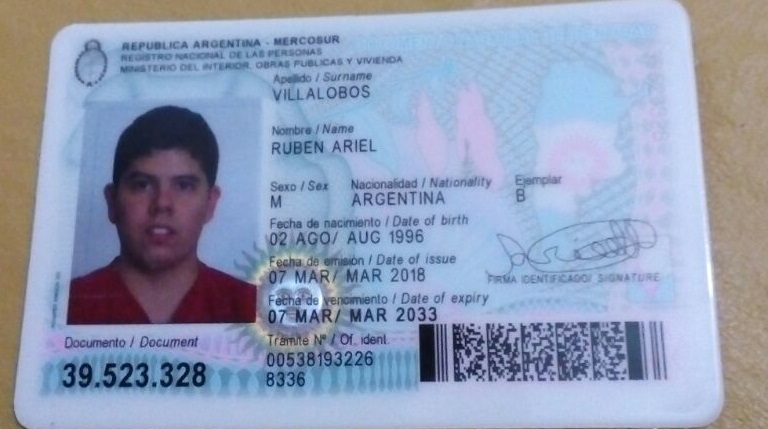 REPUBLICA ARGENTINA - MERCOSUR
REGISTRO NACIONAL DE LAS PERSONAS
MINISTERIO DEL INTERIOR, OBRAS PUBLICAS Y VIVIENDA
Apellido / Surname
VILLALOBOS
Nombre / Name
RUBEN ARIEL
Sexo / Sex Nacionalidad / Nationality Ejemplar
M ARGENTINA B
Fecha de nacimiento / Date of birth
02 AGO/ AUG 1996
Fecha de emisión / Date of issue
07 MAR/ MAR 2018
FIRMA IDENTIFICADO/ SIGNATURE
Fecha de vencimiento / Date of expiry
07 MAR/ MAR 2033
Documento / Document
39.523.328
Trámite Nº / Of. ident.
00538193226
8336